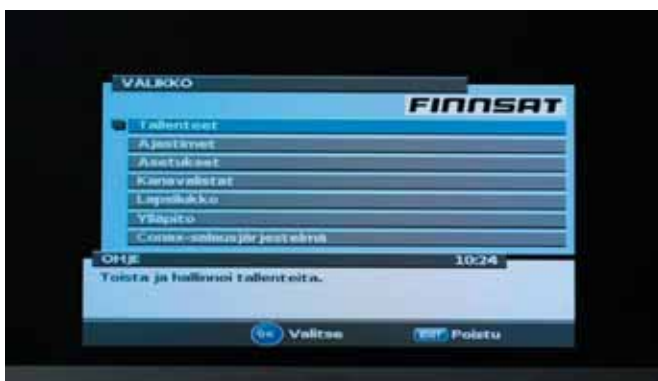 VALIKKO
FINNSAT
Tallenteet
Ajastimet
Asetukset
Kanavalistat
Lapsilukko
Ylläpito
Conax-salausjärjestelmä
OHJE 10:24
Toista ja hallinnoi tallenteita.
OK Valitse EXIT Poistu